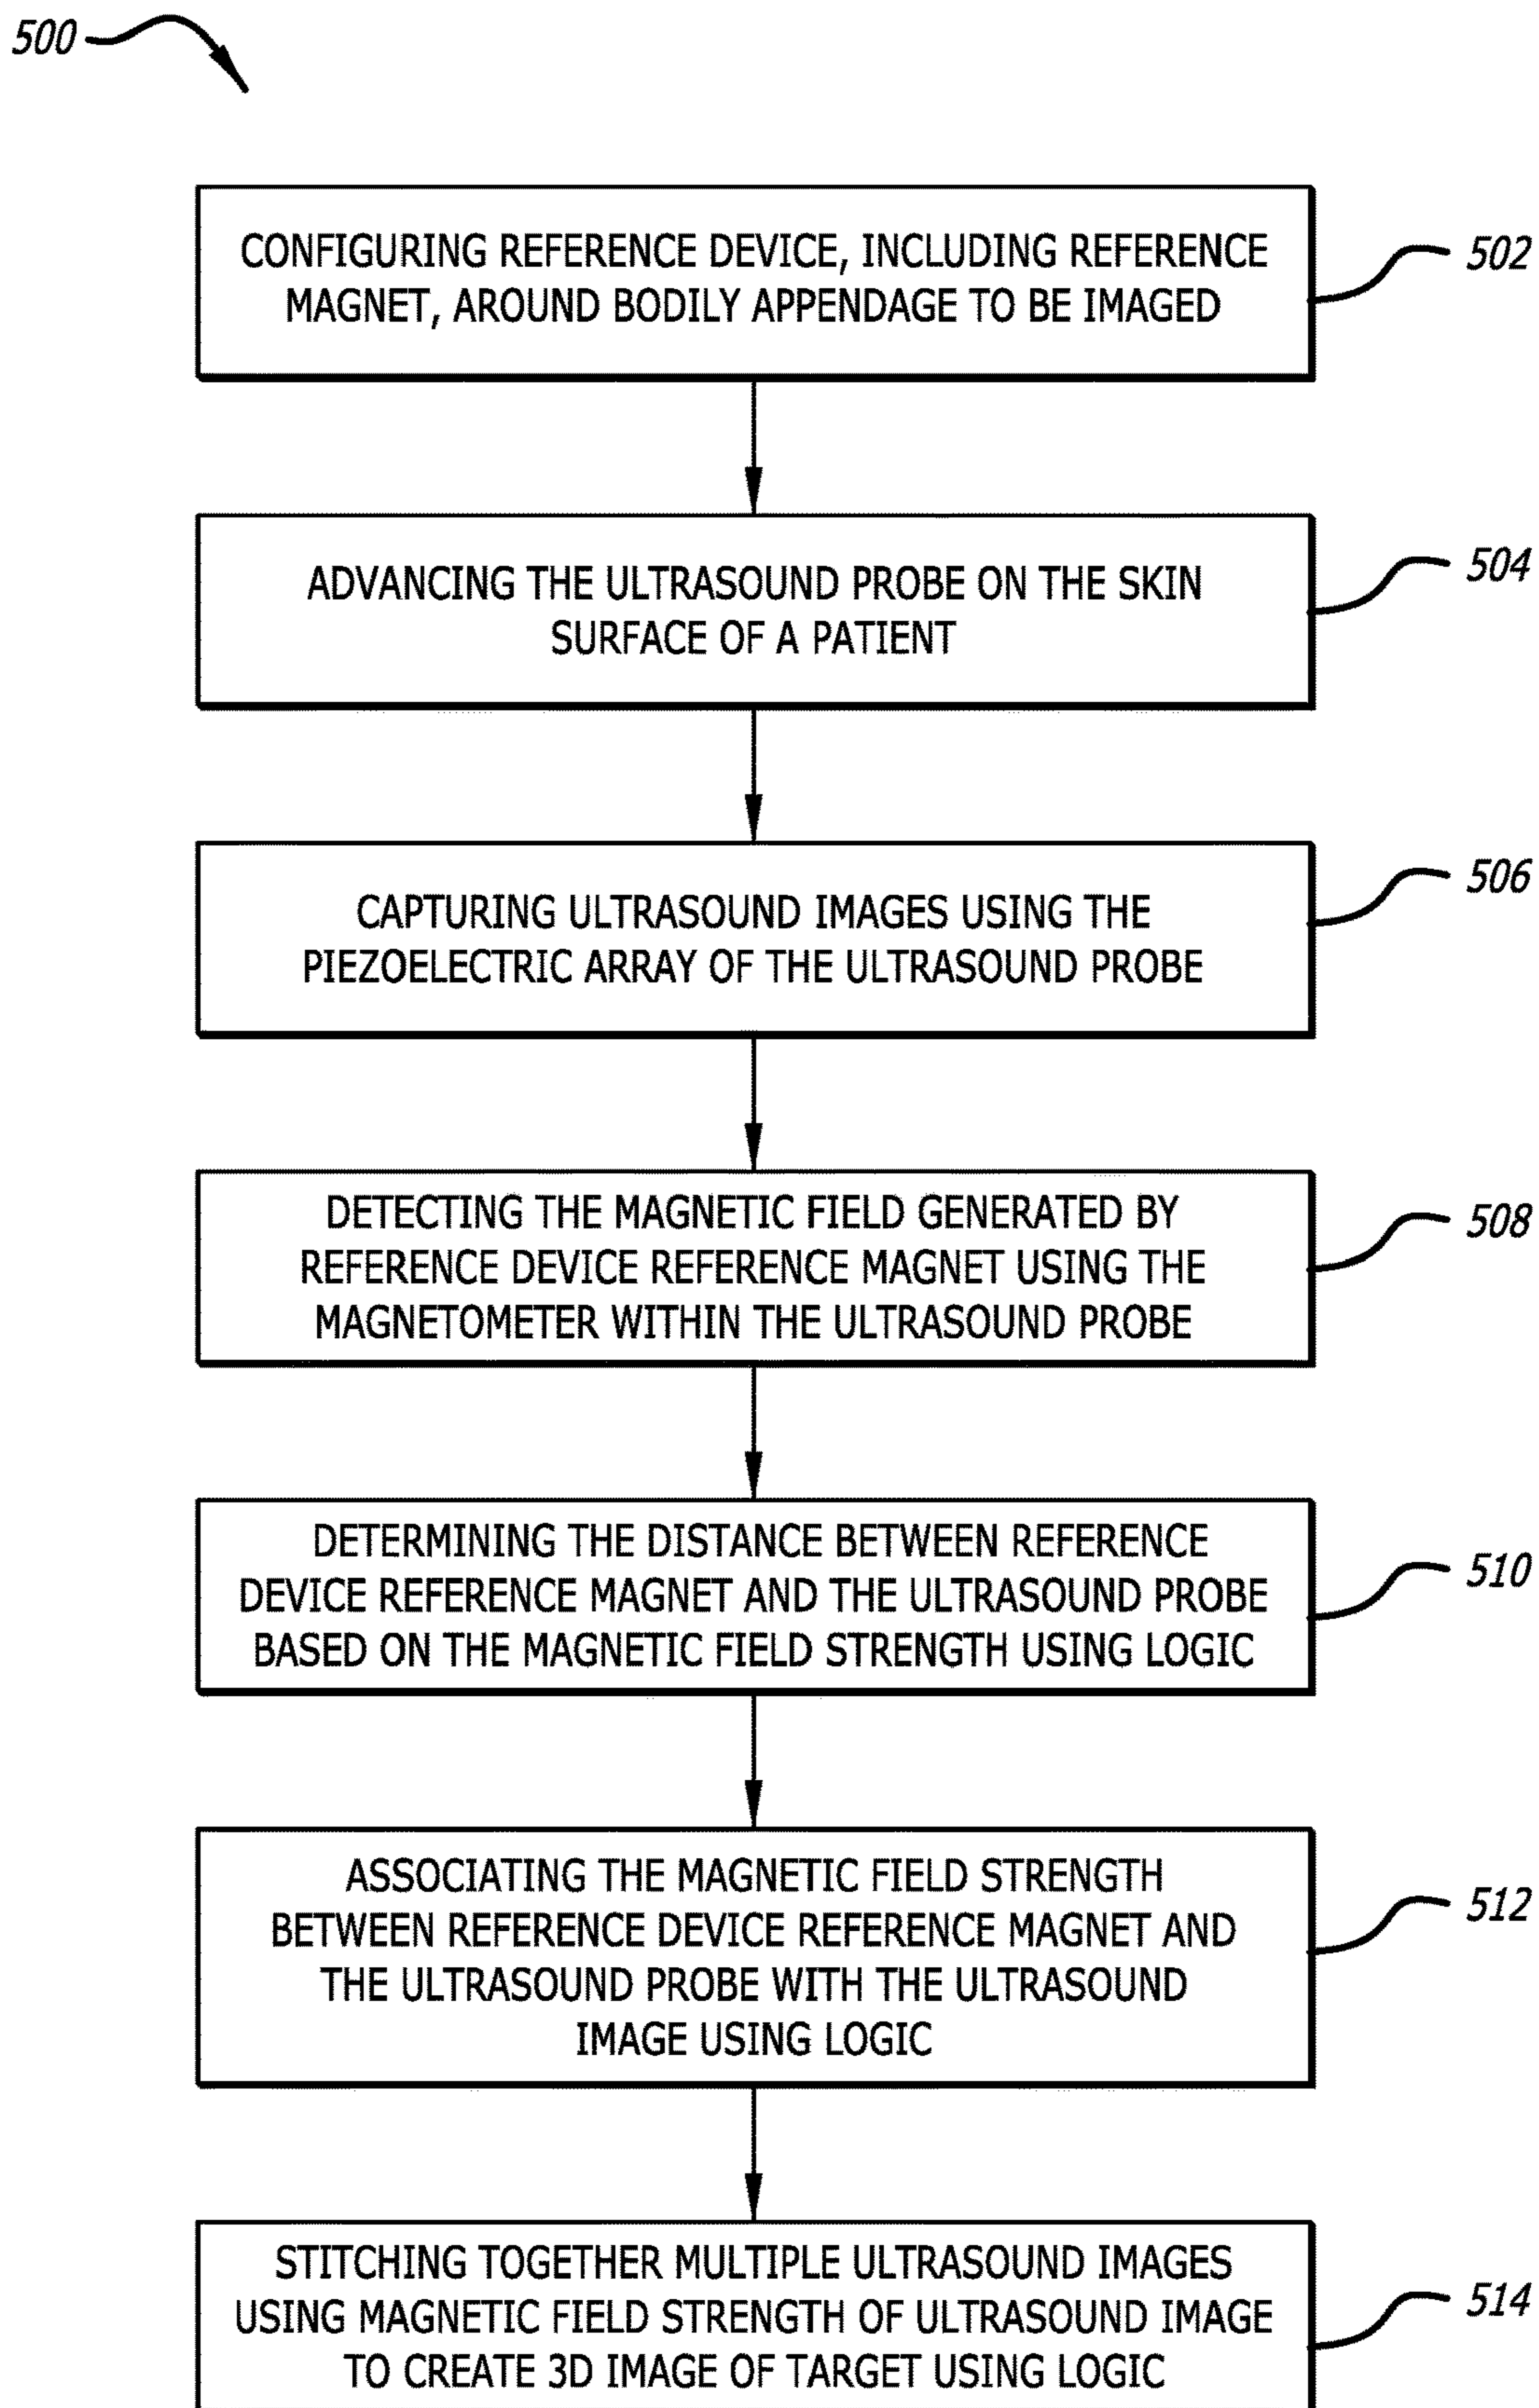 500
CONFIGURING REFERENCE DEVICE, INCLUDING REFERENCE
MAGNET, AROUND BODILY APPENDAGE TO BE IMAGED
502
ADVANCING THE ULTRASOUND PROBE ON THE SKIN
SURFACE OF A PATIENT
504
CAPTURING ULTRASOUND IMAGES USING THE
PIEZOELECTRIC ARRAY OF THE ULTRASOUND PROBE
506
DETECTING THE MAGNETIC FIELD GENERATED BY
REFERENCE DEVICE REFERENCE MAGNET USING THE
MAGNETOMETER WITHIN THE ULTRASOUND PROBE
508
DETERMINING THE DISTANCE BETWEEN REFERENCE
DEVICE REFERENCE MAGNET AND THE ULTRASOUND PROBE
BASED ON THE MAGNETIC FIELD STRENGTH USING LOGIC
510
ASSOCIATING THE MAGNETIC FIELD STRENGTH
BETWEEN REFERENCE DEVICE REFERENCE MAGNET AND
THE ULTRASOUND PROBE WITH THE ULTRASOUND
IMAGE USING LOGIC
512
STITCHING TOGETHER MULTIPLE ULTRASOUND IMAGES
USING MAGNETIC FIELD STRENGTH OF ULTRASOUND IMAGE
TO CREATE 3D IMAGE OF TARGET USING LOGIC
514